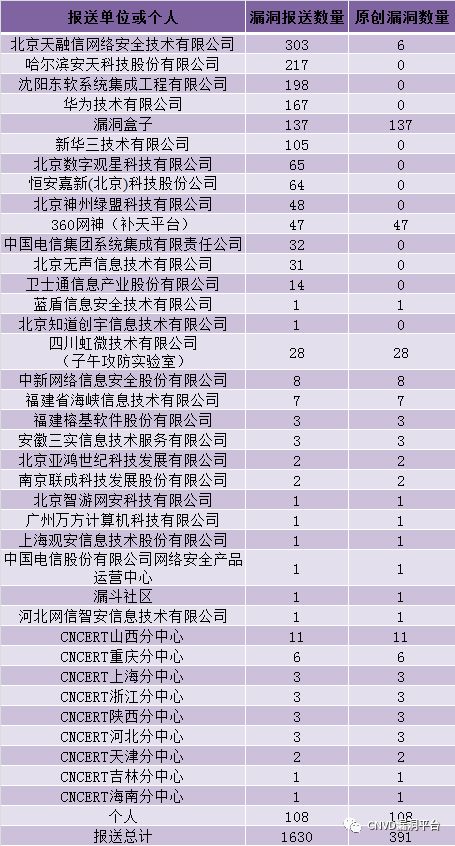 报送单位或个人 漏洞报送数量 原创漏洞数量
北京天融信网络安全技术有限公司 303 6
哈尔滨安天科技股份有限公司 217 0
沈阳东软系统集成工程有限公司 198 0
华为技术有限公司 167 0
漏洞盒子 137 137
新华三技术有限公司 105 0
北京数字观星科技有限公司 65 0
恒安嘉新(北京)科技股份公司 64 0
北京神州绿盟科技有限公司 48 0
360网神（补天平台） 47 47
中国电信集团系统集成有限责任公司 32 0
北京无声信息技术有限公司 31 0
卫士通信息产业股份有限公司 14 0
蓝盾信息安全技术有限公司 1 1
北京知道创宇信息技术有限公司 1 0
四川虹微技术有限公司
（子午攻防实验室） 28 28
中新网络信息安全股份有限公司 8 8
福建省海峡信息技术有限公司 7 7
福建榕基软件股份有限公司 3 3
安徽三实信息技术服务有限公司 3 3
北京亚鸿世纪科技发展有限公司 2 2
南京联成科技发展股份有限公司 2 2
北京智游网安科技有限公司 1 1
广州万方计算机科技有限公司 1 1
上海观安信息技术股份有限公司 1 1
中国电信股份有限公司网络安全产品
运营中心 1 1
漏斗社区 1 1
河北网信智安信息技术有限公司 1 1
CNCERT山西分中心 11 11
CNCERT重庆分中心 6 6
CNCERT上海分中心 3 3
CNCERT浙江分中心 3 3
CNCERT陕西分中心 3 3
CNCERT河北分中心 3 3
CNCERT天津分中心 2 2
CNCERT吉林分中心 1 1
CNCERT海南分中心 1 1
个人 108 108
CNVD漏洞平台
报送总计 1630 391